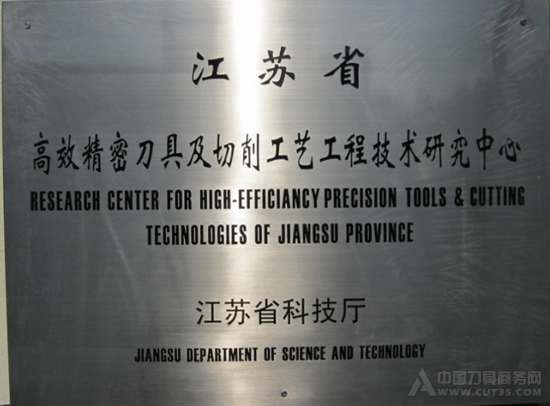 江苏省
高效精密刀具及切削工艺工程技术研究中心
RESEARCH CENTER FOR HIGH-EFFICIANCY PRECISION TOOLS & CUTTING
TECHNOLOGIES OF JIANGSU PROVINCE
江苏省科技厅
JIANGSU DEPARTMENT OF SCIENCE AND TECHNOLOGY
中国刀具商务网
WWW.CUT35.COM